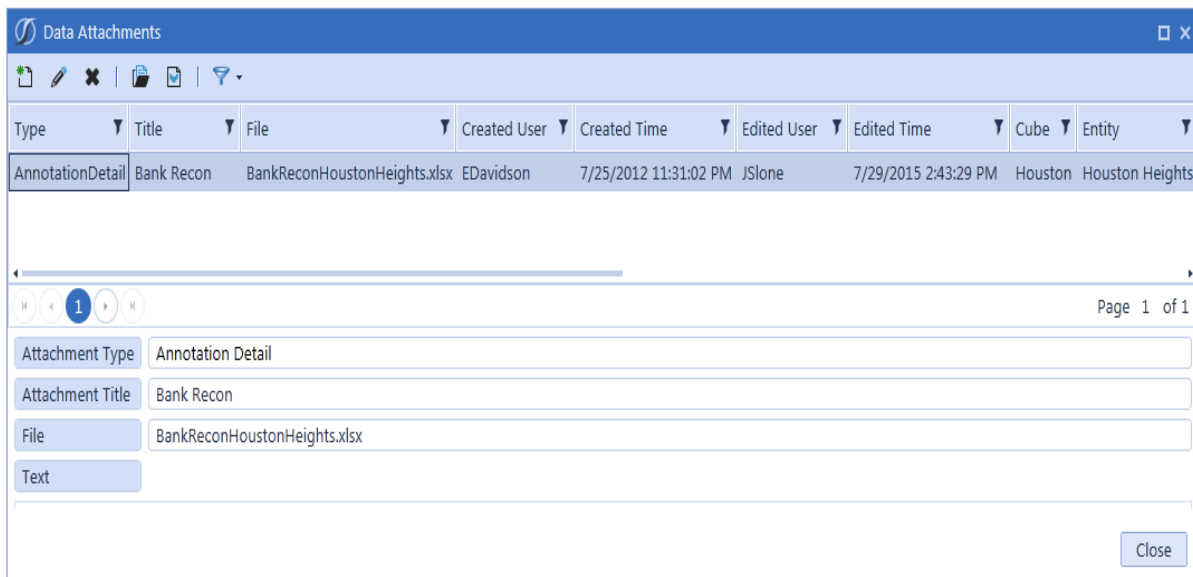 Data Attachments
Type Title File Created User Created Time Edited User Edited Time Cube Entity
AnnotationDetail Bank Recon BankReconHoustonHeights.xlsx EDavidson 7/25/2012 11:31:02 PM JSlone 7/29/2015 2:43:29 PM Houston Houston Heights
1 Page 1 of 1
Attachment Type Annotation Detail
Attachment Title Bank Recon
File BankReconHoustonHeights.xlsx
Text
Close